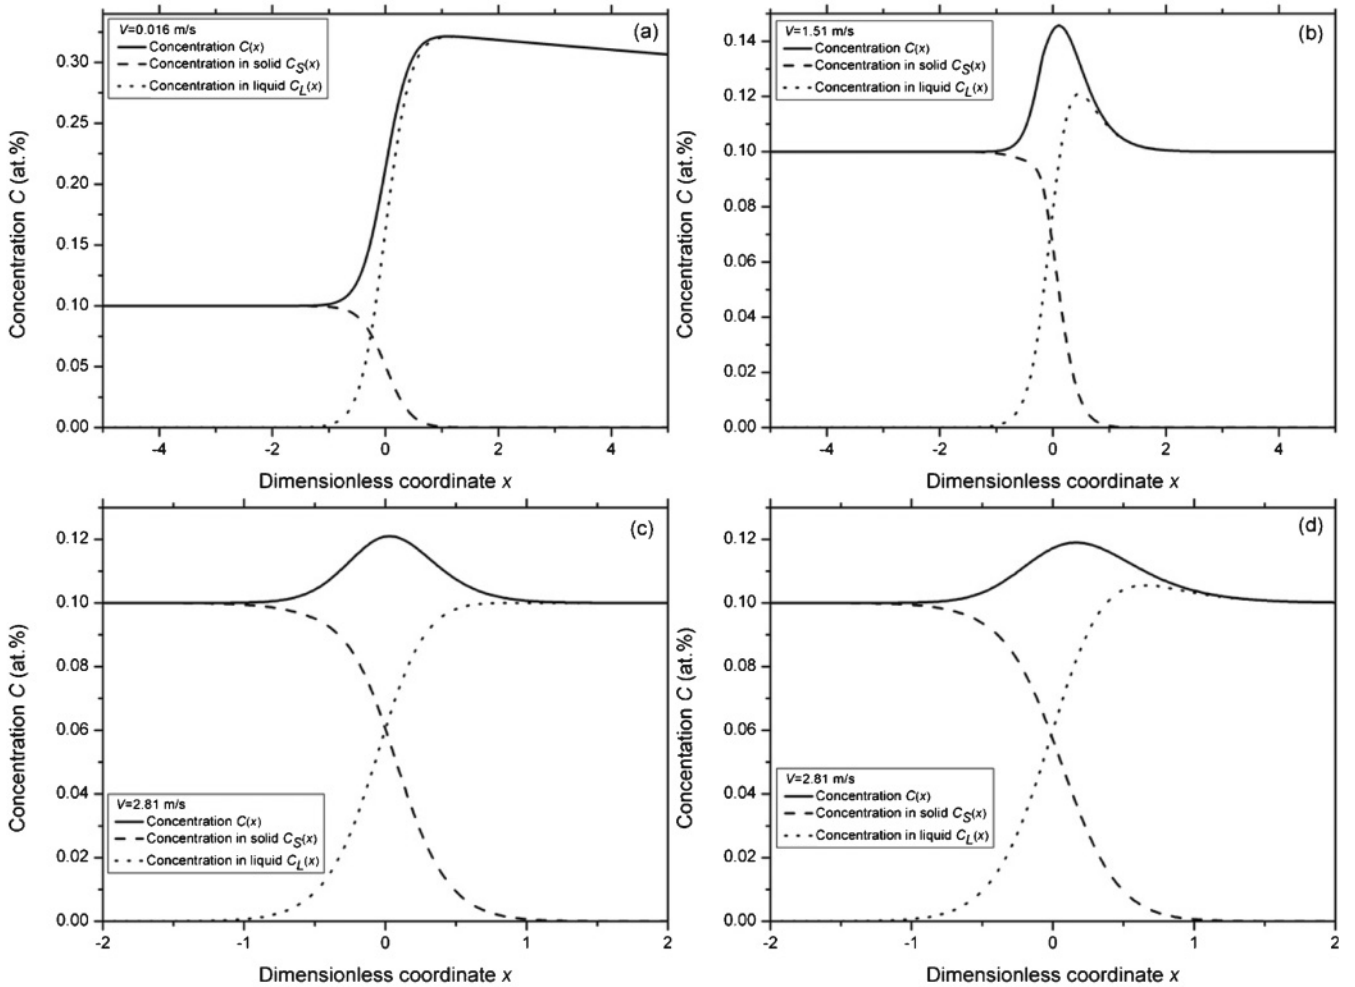 (a)
V=0.016 m/s
Concentration C(x)
Concentration in solid C_S(x)
Concentration in liquid C_L(x)
Concentration C (at.%)
0.30
0.25
0.20
0.15
0.10
0.05
0.00
-4 -2 0 2 4
Dimensionless coordinate x
(b)
V=1.51 m/s
Concentration C(x)
Concentration in solid C_S(x)
Concentration in liquid C_L(x)
Concentration C (at.%)
0.14
0.12
0.10
0.08
0.06
0.04
0.02
0.00
-4 -2 0 2 4
Dimensionless coordinate x
(c)
Concentration C (at.%)
0.12
0.10
0.08
0.06
0.04
0.02
0.00
V=2.81 m/s
Concentration C(x)
Concentration in solid C_S(x)
Concentration in liquid C_L(x)
-2 -1 0 1 2
Dimensionless coordinate x
(d)
Concentation C (at.%)
0.12
0.10
0.08
0.06
0.04
0.02
0.00
V=2.81 m/s
Concentration C(x)
Concentration in solid C_S(x)
Concentration in liquid C_L(x)
-2 -1 0 1 2
Dimensionless coordinate x